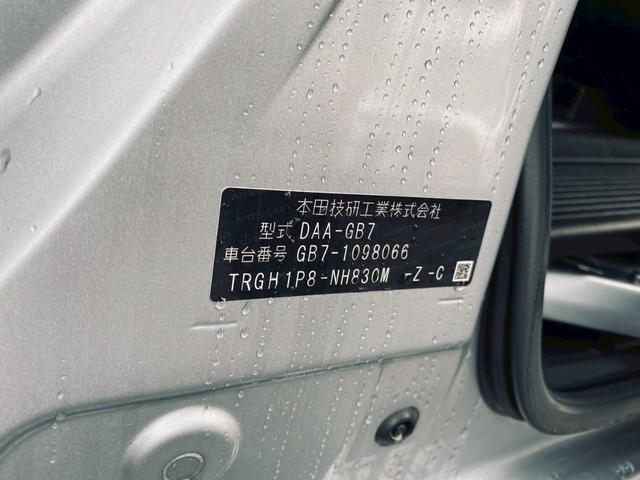 本田技研工業株式会社
型式 DAA-GB7
車台番号 GB7-1098066
TRGH1P8-NH830M -Z-C